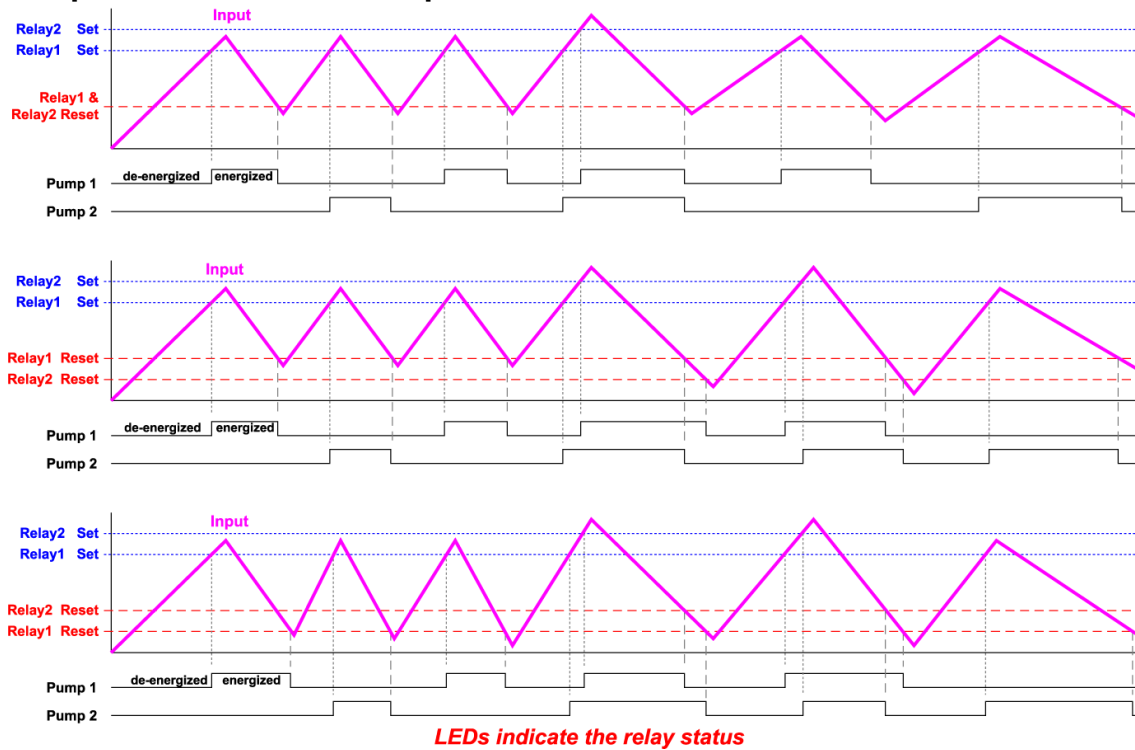 Input
Relay2 Set
Relay1 Set
Relay1 &
Relay2 Reset
de-energized energized
Pump 1
Pump 2
Input
Relay2 Set
Relay1 Set
Relay1 Reset
Relay2 Reset
de-energized energized
Pump 1
Pump 2
Input
Relay2 Set
Relay1 Set
Relay2 Reset
Relay1 Reset
de-energized energized
Pump 1
Pump 2
LEDs indicate the relay status